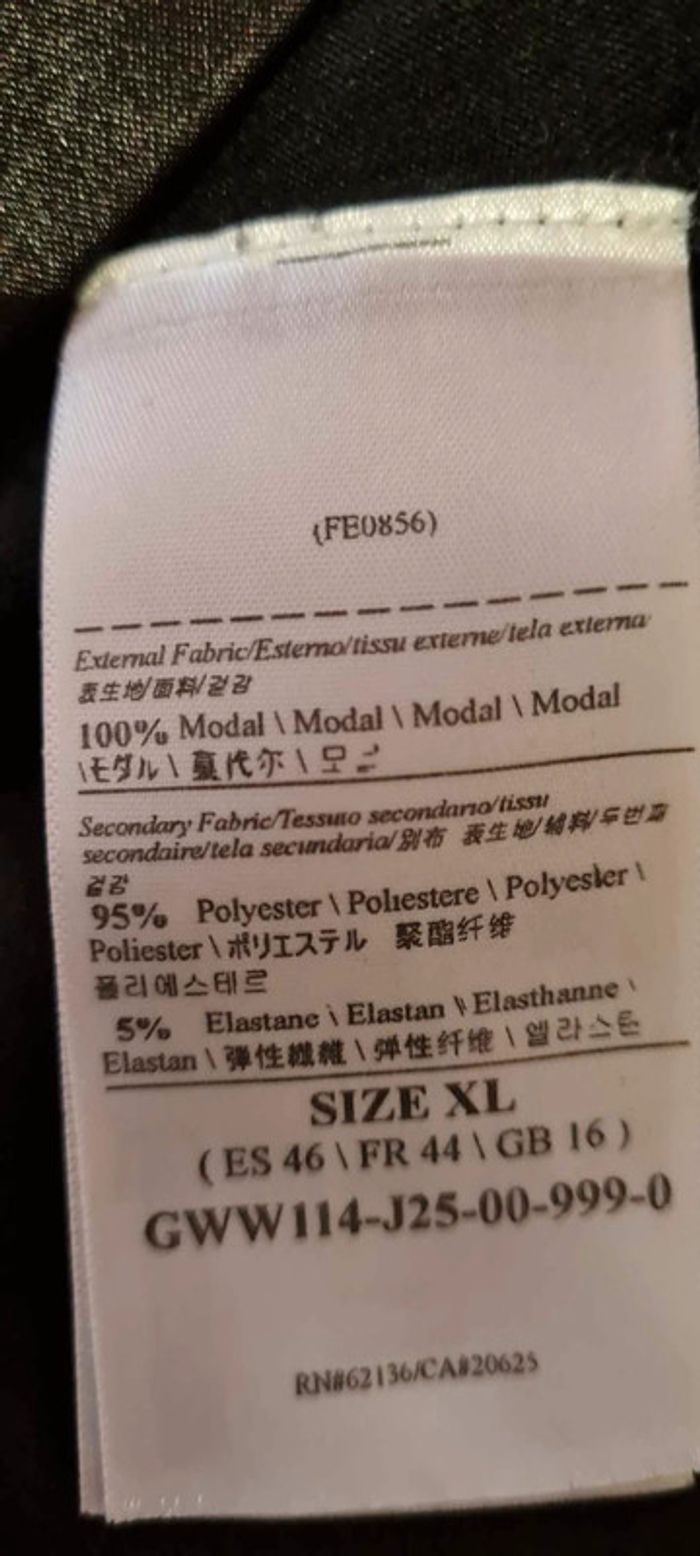 (FE0856)
External Fabric/Esterno/tissu externe/tela externa
表生地/面料/겉감
100% Modal \ Modal \ Modal \ Modal
\モダル \ 莫代尔 \
Secondary Fabric/Tessuto secondario/tissu
secondaire/tela secundaria/別布 表生地/辅料/두번째
겉감
95% Polyester \ Poliestere \ Polyester \
Poliester \ ポリエステル 聚酯纤维
폴리에스테르
5% Elastane \ Elastan \ Elasthanne \
Elastan \ 弾性繊維 \ 弹性纤维 \ 엘라스탄
SIZE XL
( ES 46 \ FR 44 \ GB 16 )
GWW114-J25-00-999-0
RN#62136/CA#20625